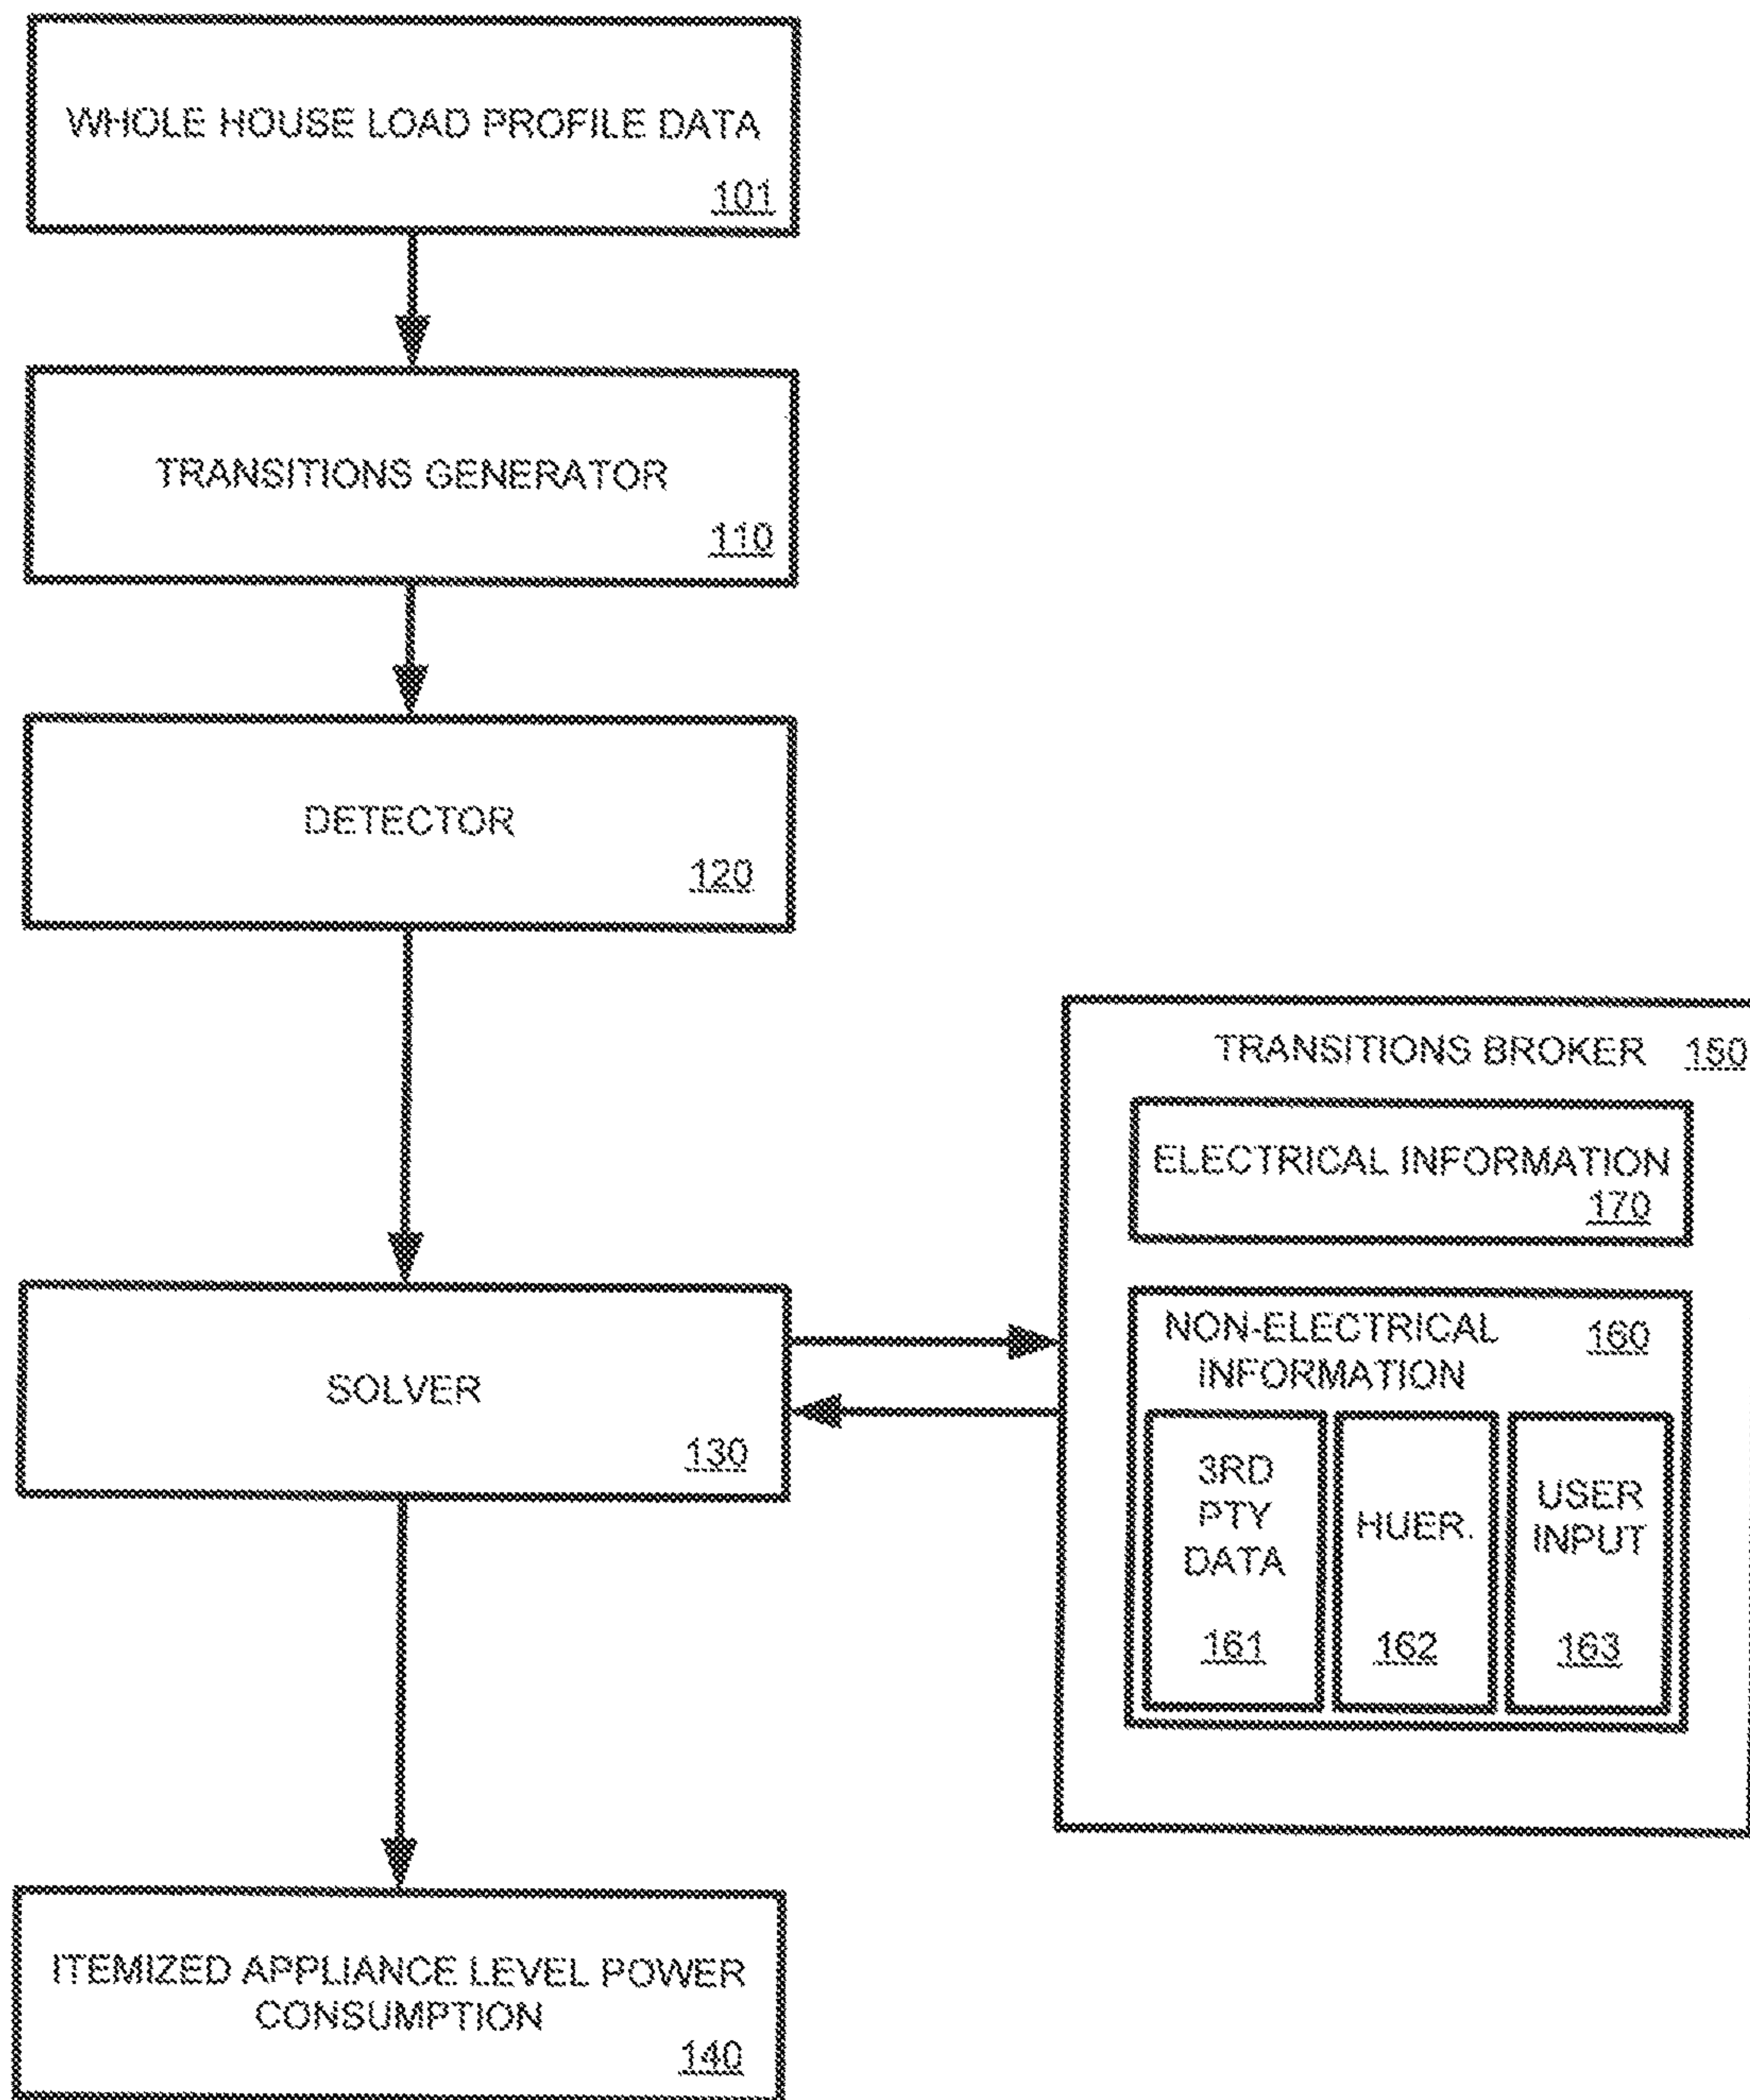 WHOLE HOUSE LOAD PROFILE DATA
101
TRANSITIONS GENERATOR
110
DETECTOR
120
SOLVER
130
ITEMIZED APPLIANCE LEVEL POWER
CONSUMPTION
140
TRANSITIONS BROKER 150
ELECTRICAL INFORMATION
170
NON-ELECTRICAL 160
INFORMATION
3RD
PTY
DATA
161
HUER.
162
USER
INPUT
163